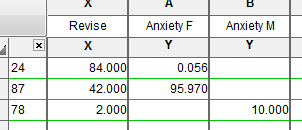 X A B
Revise Anxiety F Anxiety M
X Y Y
24 84.000 0.056
87 42.000 95.970
78 2.000 10.000